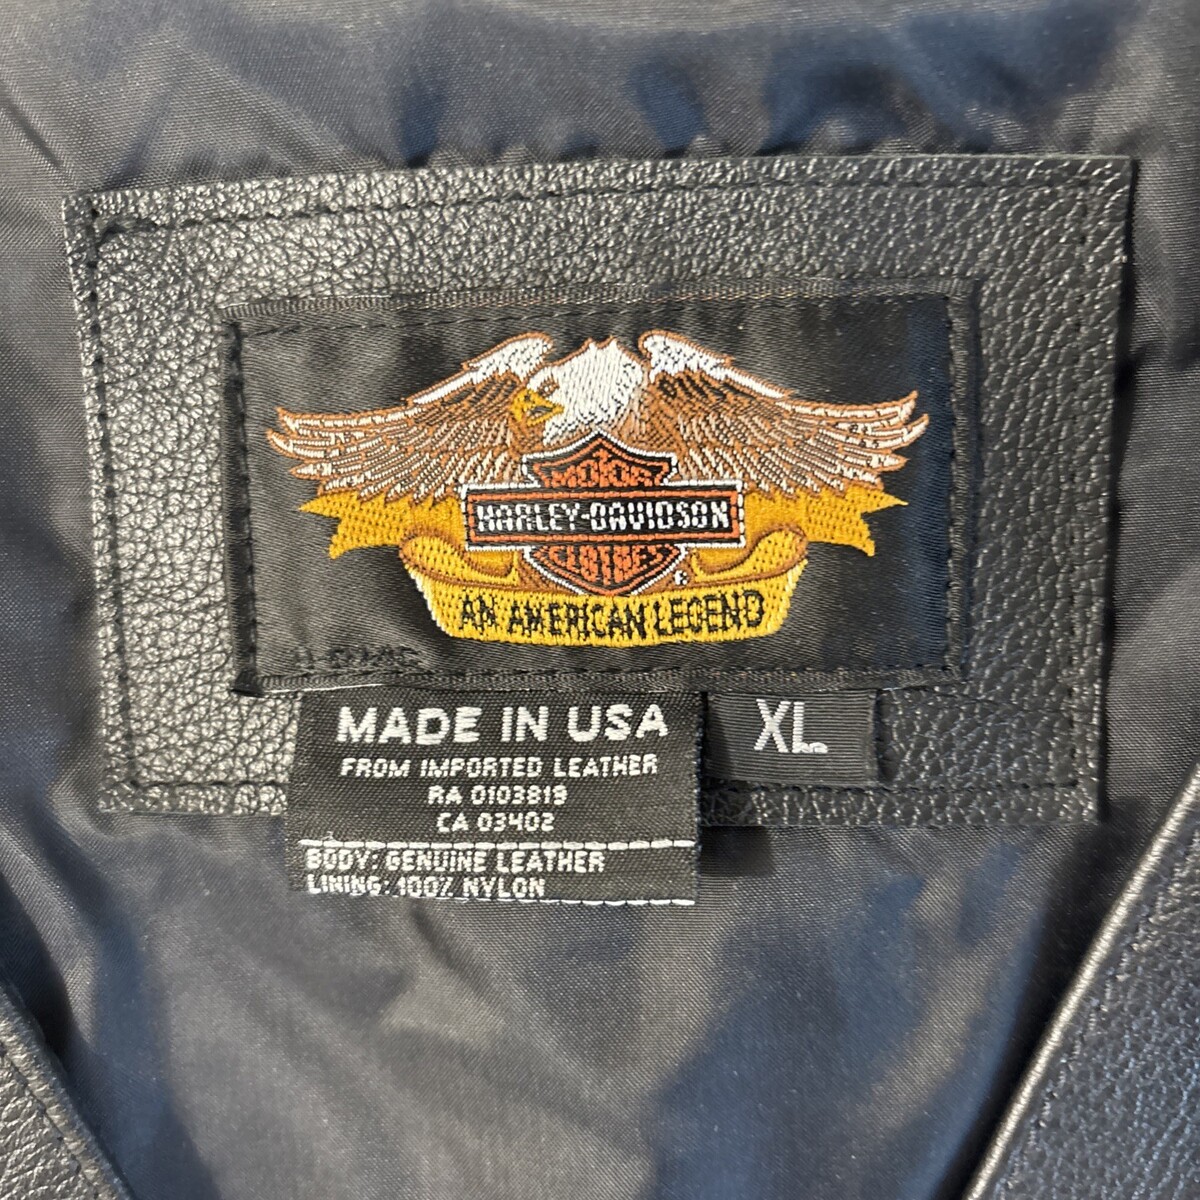 MOTOR
HARLEY-DAVIDSON
CLOTHES
®
AN AMERICAN LEGEND
MADE IN USA
FROM IMPORTED LEATHER
RA 0103819
CA 03402
BODY: GENUINE LEATHER
LINING: 100% NYLON
XL